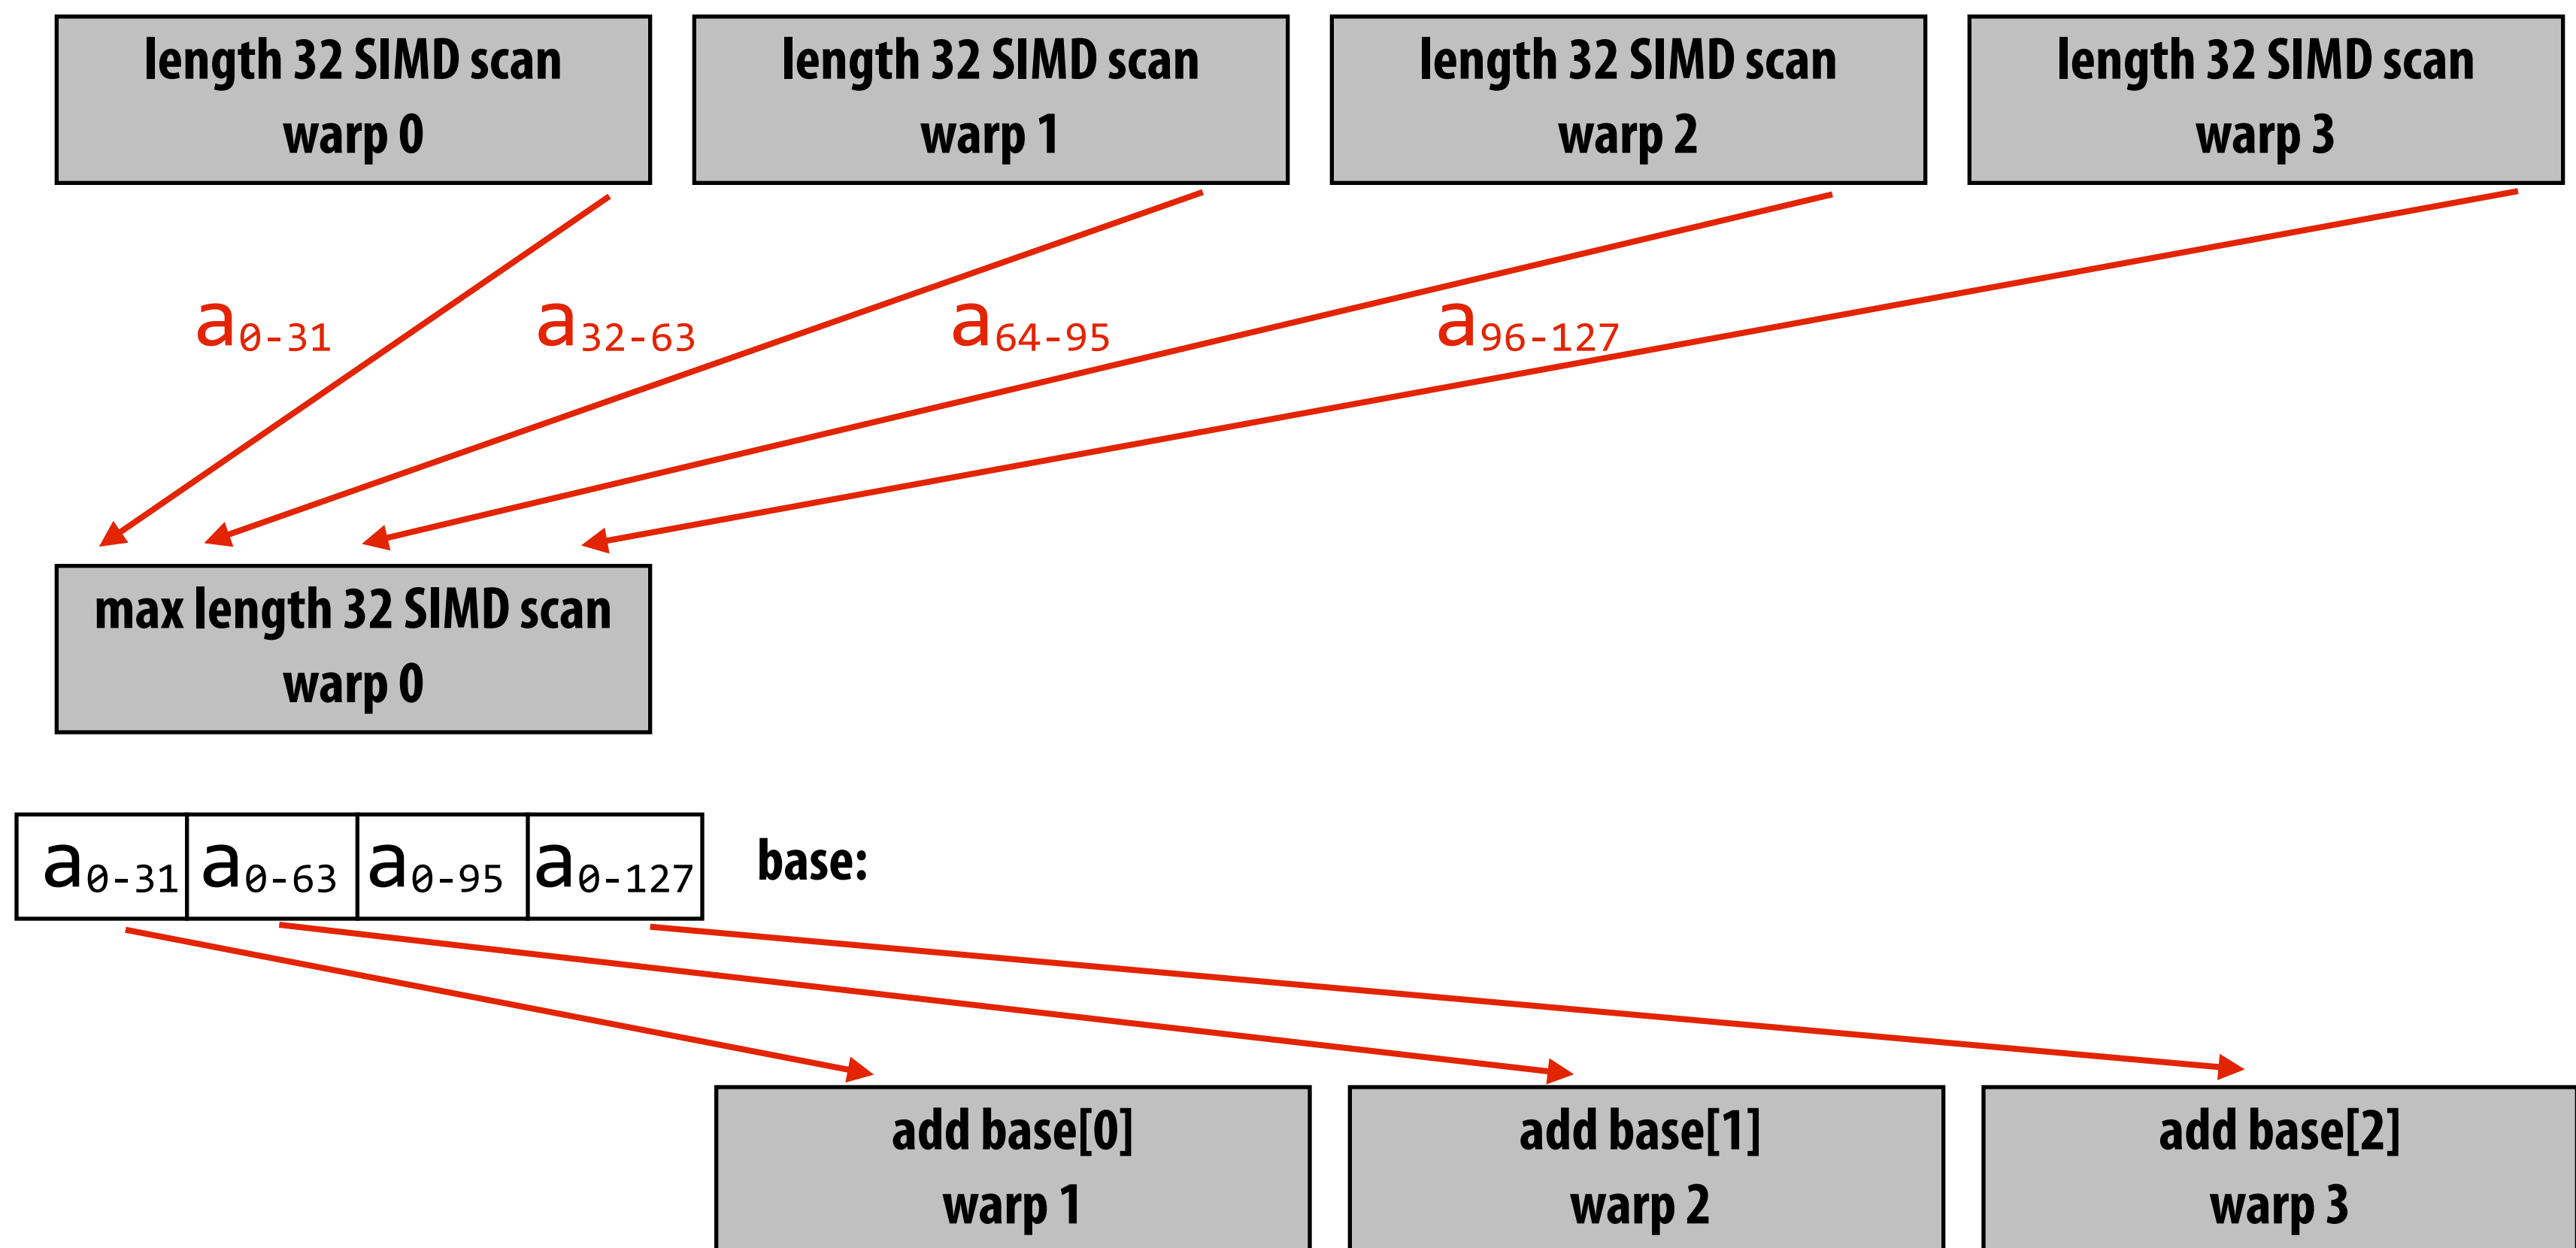 length 32 SIMD scan
warp 0
length 32 SIMD scan
warp 1
length 32 SIMD scan
warp 2
length 32 SIMD scan
warp 3
a0-31
a32-63
a64-95
a96-127
max length 32 SIMD scan
warp 0
a0-31 a0-63 a0-95 a0-127 base:
add base[0]
warp 1
add base[1]
warp 2
add base[2]
warp 3